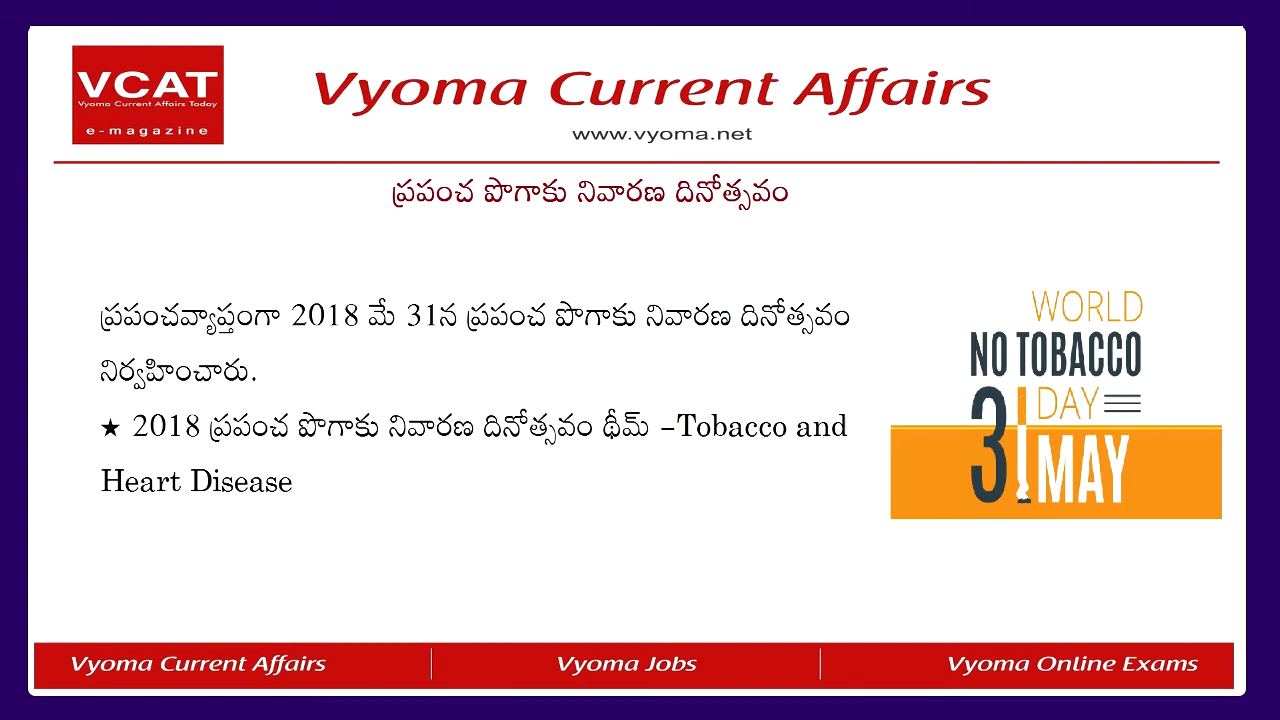 VCAT
Vyoma Current Affairs Today
e-magazine
Vyoma Current Affairs
www.vyoma.net
ప్రపంచ పొగాకు నివారణ దినోత్సవం
ప్రపంచవ్యాప్తంగా 2018 మే 31న ప్రపంచ పొగాకు నివారణ దినోత్సవం
నిర్వహించారు.
★ 2018 ప్రపంచ పొగాకు నివారణ దినోత్సవం థీమ్ –Tobacco and
Heart Disease
WORLD
NO TOBACCO
DAY
31 MAY
Vyoma Current Affairs
Vyoma Jobs
Vyoma Online Exams